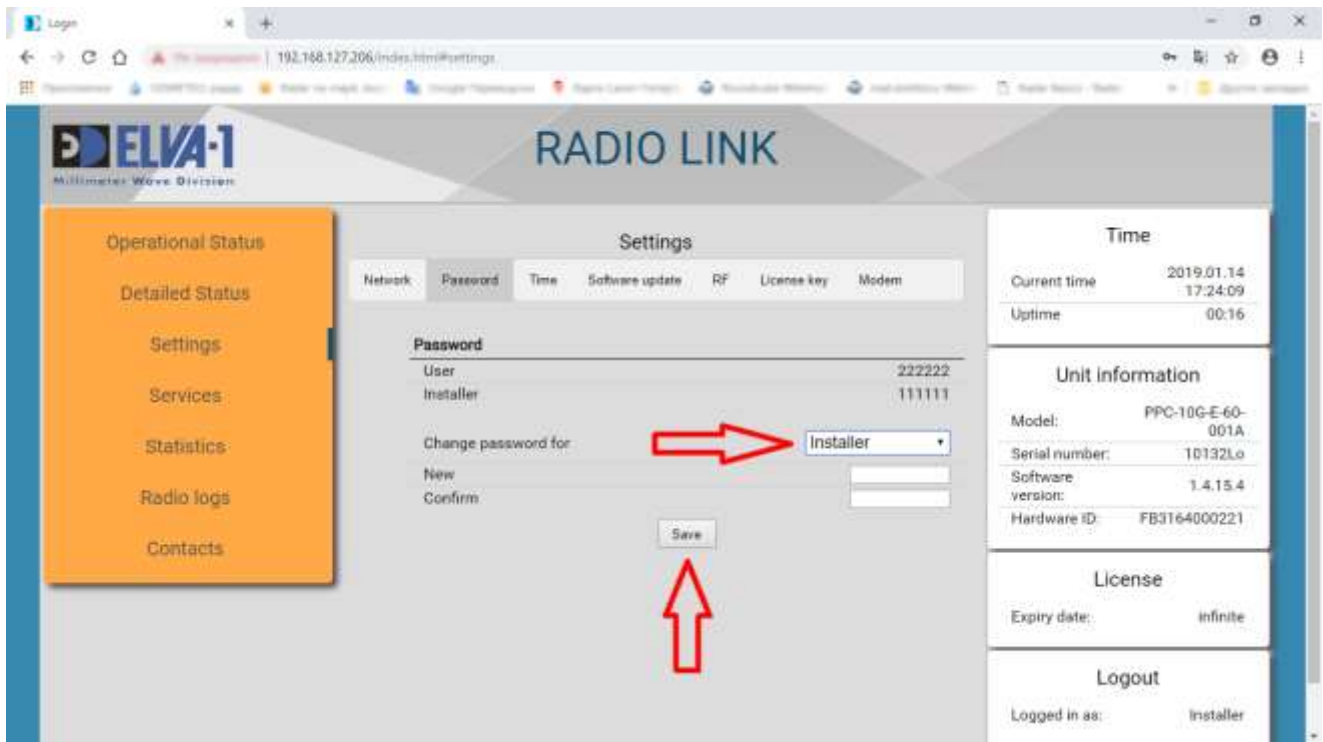 Login
192.168.127.206/index.html#settings
ELVA-1
Millimeter Wave Division
RADIO LINK
Operational Status
Detailed Status
Settings
Services
Statistics
Radio logs
Contacts
Settings
Network Password Time Software update RF License key Modem
Password
User 222222
Installer 111111
Change password for Installer
New
Confirm
Save
Time
Current time 2019.01.14
17:24:09
Uptime 00:16
Unit information
Model: PPC-10G-E-60-
001A
Serial number: 10132Lo
Software
version: 1.4.15.4
Hardware ID: FB3164000221
License
Expiry date: infinite
Logout
Logged in as: Installer